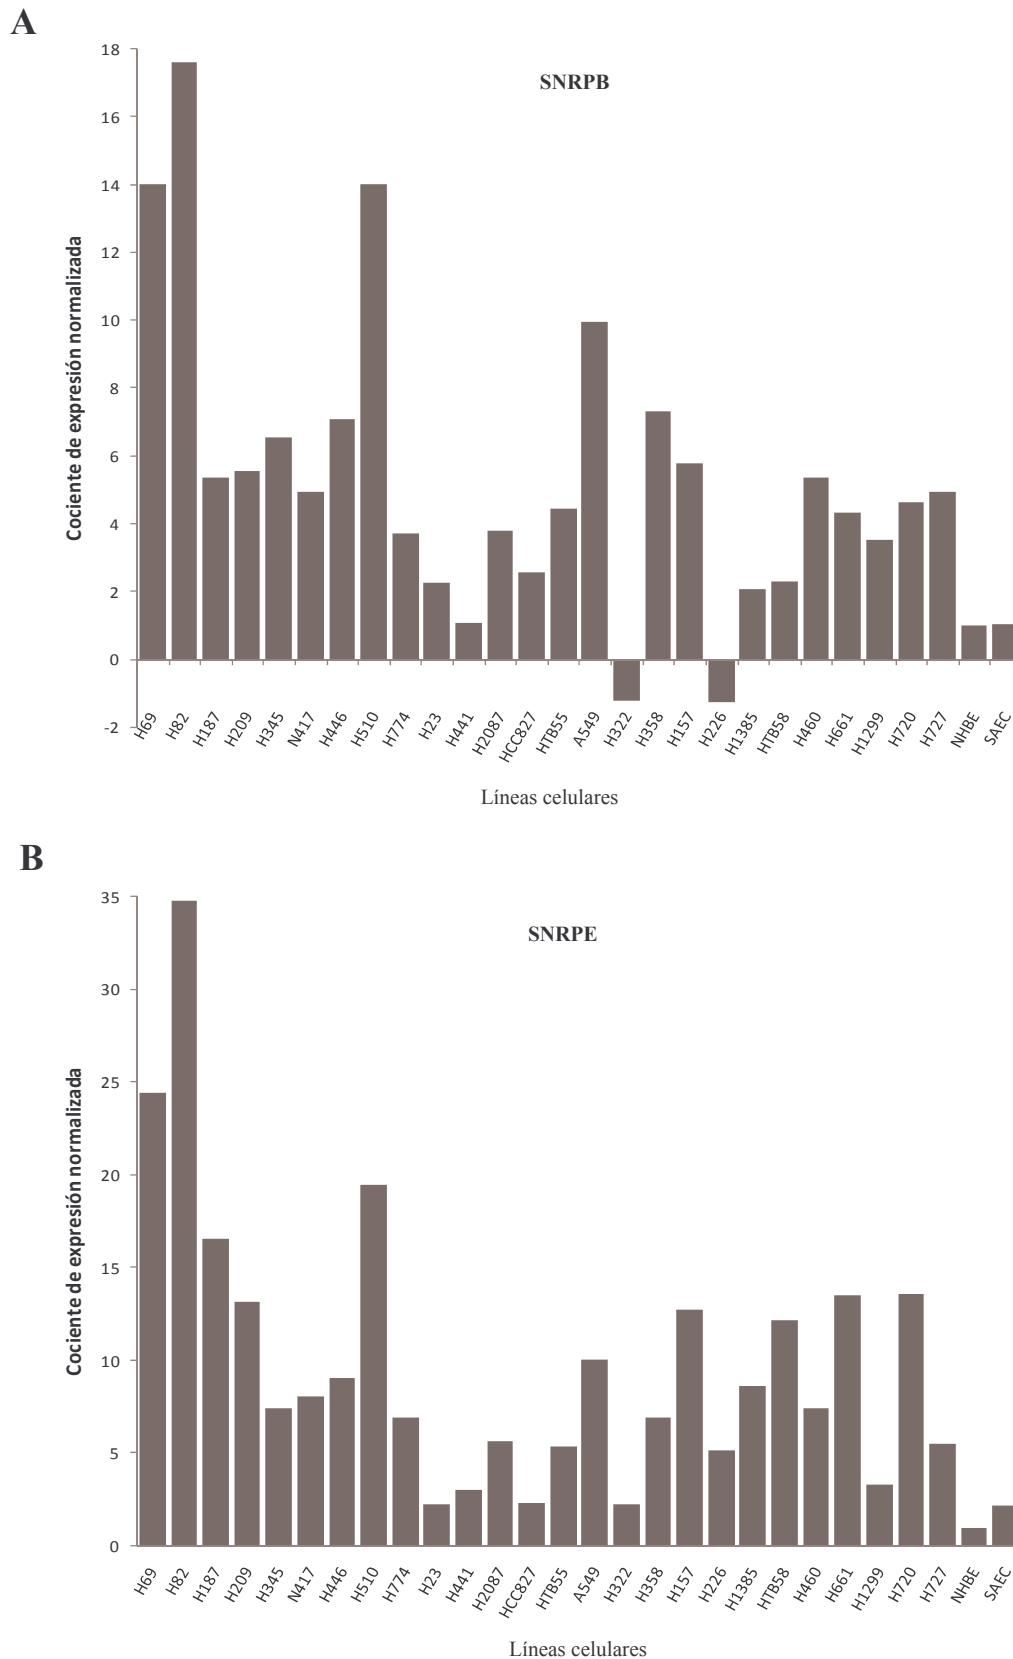 A
SNRPB
Cociente de expresión normalizada
18
16
14
12
10
8
6
4
2
0
-2
H69
H82
H187
H209
H345
N417
H446
H510
H774
H23
H441
H2087
HCC827
HTB55
A549
H322
H358
H157
H226
H1385
HTB58
H460
H661
H1299
H720
H727
NHBE
SAEC
Líneas celulares
B
SNRPE
Cociente de expresión normalizada
35
30
25
20
15
10
5
0
H69
H82
H187
H209
H345
N417
H446
H510
H774
H23
H441
H2087
HCC827
HTB55
A549
H322
H358
H157
H226
H1385
HTB58
H460
H661
H1299
H720
H727
NHBE
SAEC
Líneas celulares